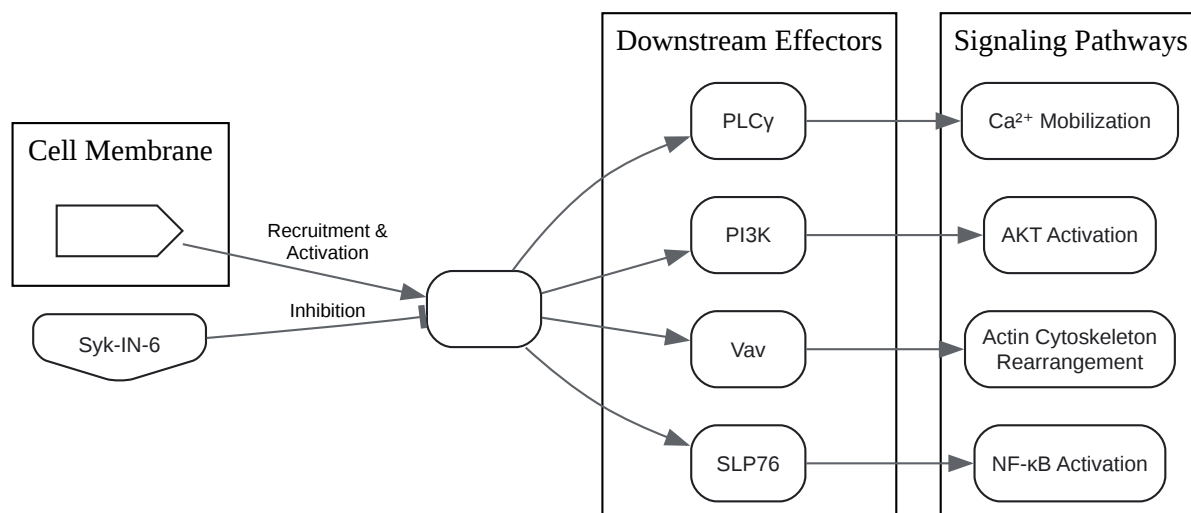 Cell Membrane
Recruitment &
Activation
Inhibition
Syk-IN-6
Downstream Effectors
PLCγ
PI3K
Vav
SLP76
Signaling Pathways
Ca²⁺ Mobilization
AKT Activation
Actin Cytoskeleton
Rearrangement
NF-κB Activation